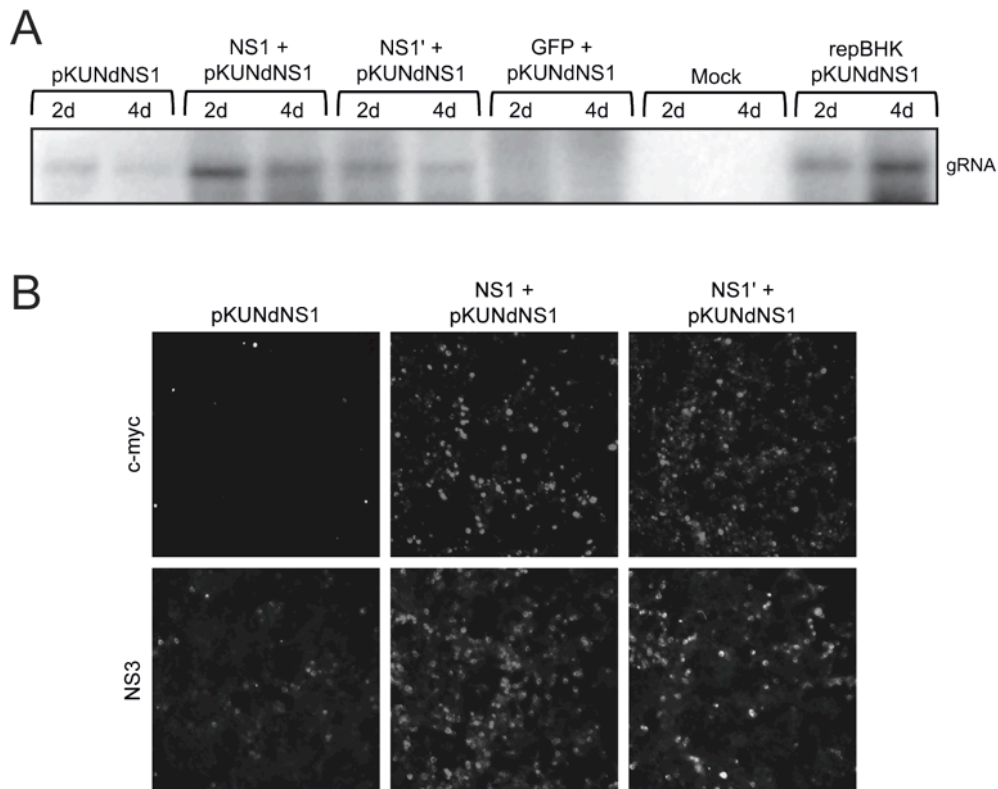 A
pKUNdNS1
NS1 +
pKUNdNS1
NS1' +
pKUNdNS1
GFP +
pKUNdNS1
Mock
repBHK
pKUNdNS1
2d 4d 2d 4d 2d 4d 2d 4d 2d 4d 2d 4d
gRNA
B
pKUNdNS1
NS1 +
pKUNdNS1
NS1' +
pKUNdNS1
c-myc
NS3